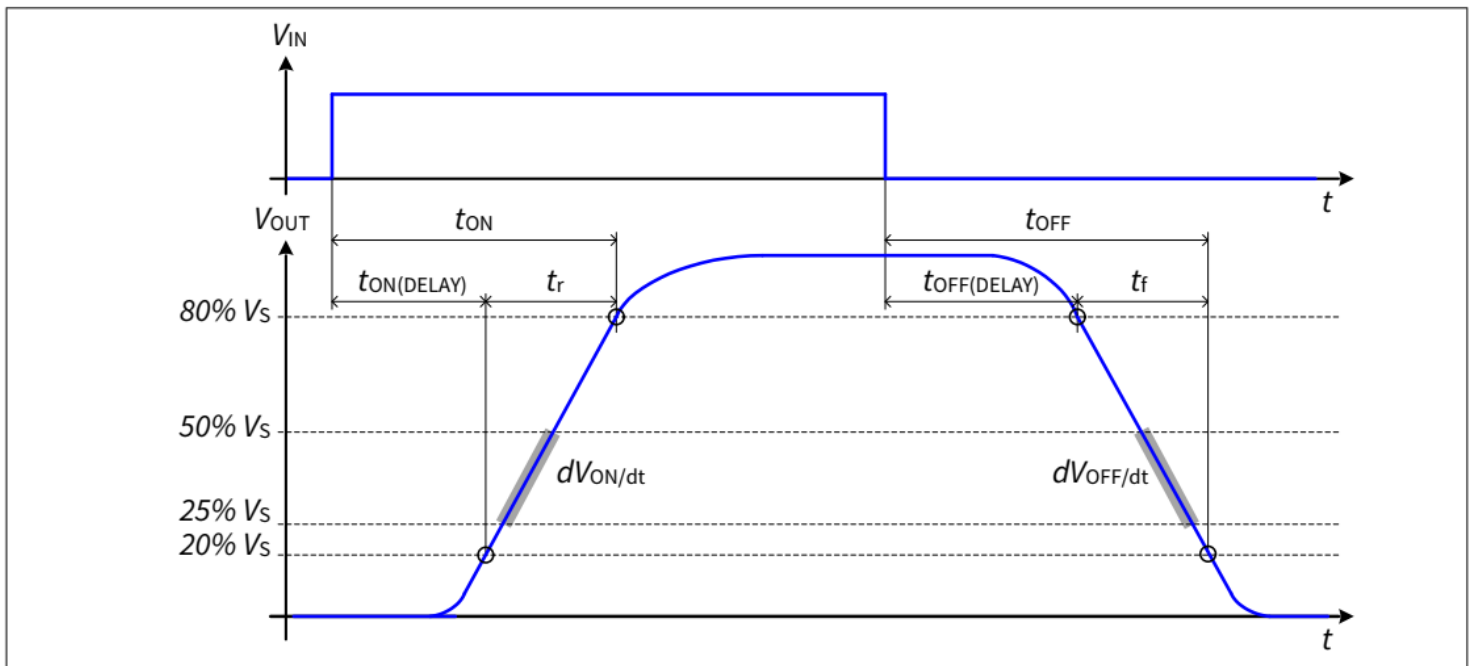 VIN
t
VOUT
tON
tOFF
tON(DELAY)
tr
tOFF(DELAY)
tf
80% VS
50% VS
dVON/dt
dVOFF/dt
25% VS
20% VS
t